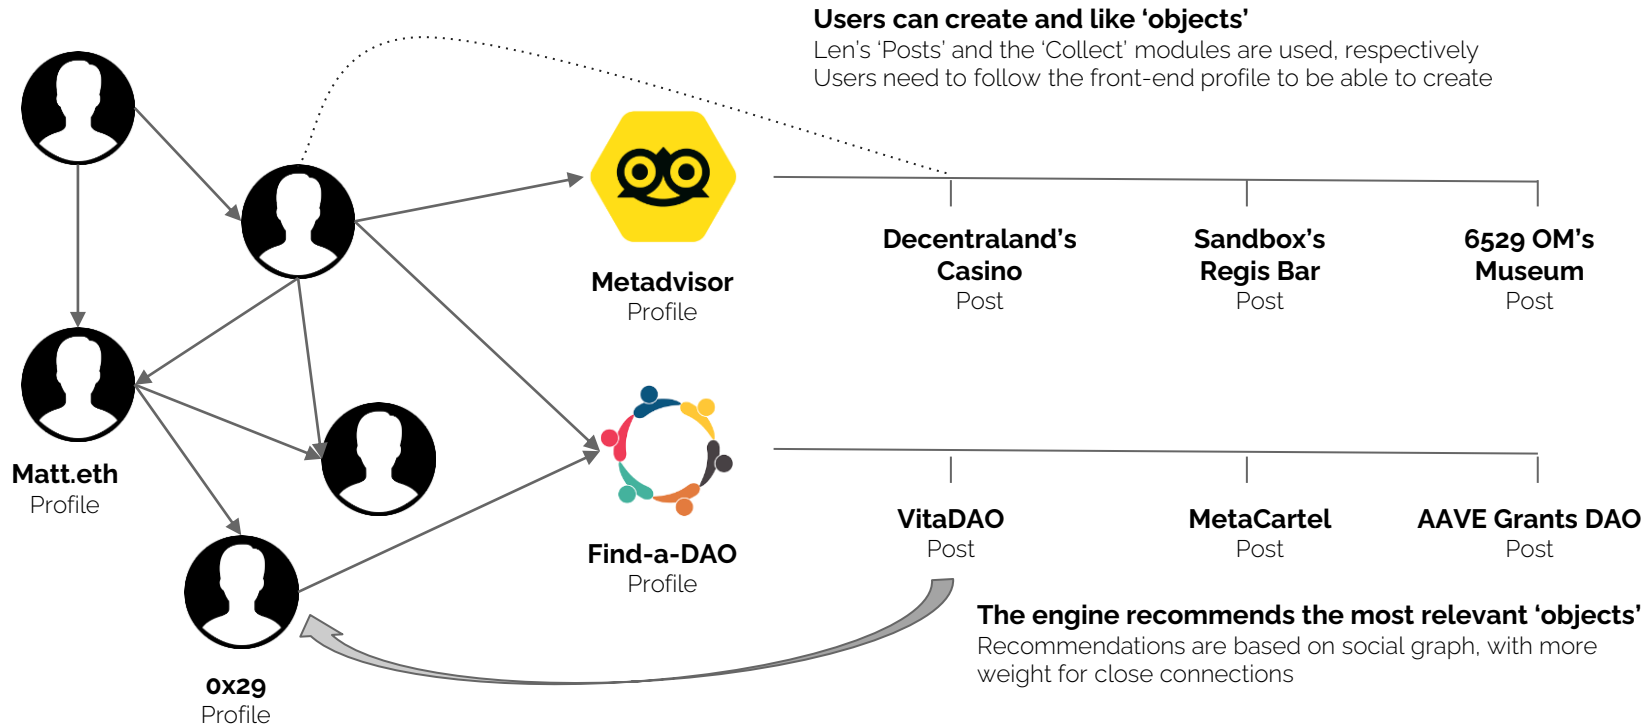 Users can create and like ‘objects’
Len’s ‘Posts’ and the ‘Collect’ modules are used, respectively
Users need to follow the front-end profile to be able to create
Metadvisor
Profile
Decentraland’s
Casino
Post
Sandbox’s
Regis Bar
Post
6529 OM’s
Museum
Post
Matt.eth
Profile
Find-a-DAO
Profile
VitaDAO
Post
MetaCartel
Post
AAVE Grants DAO
Post
The engine recommends the most relevant ‘objects’
Recommendations are based on social graph, with more
weight for close connections
0x29
Profile